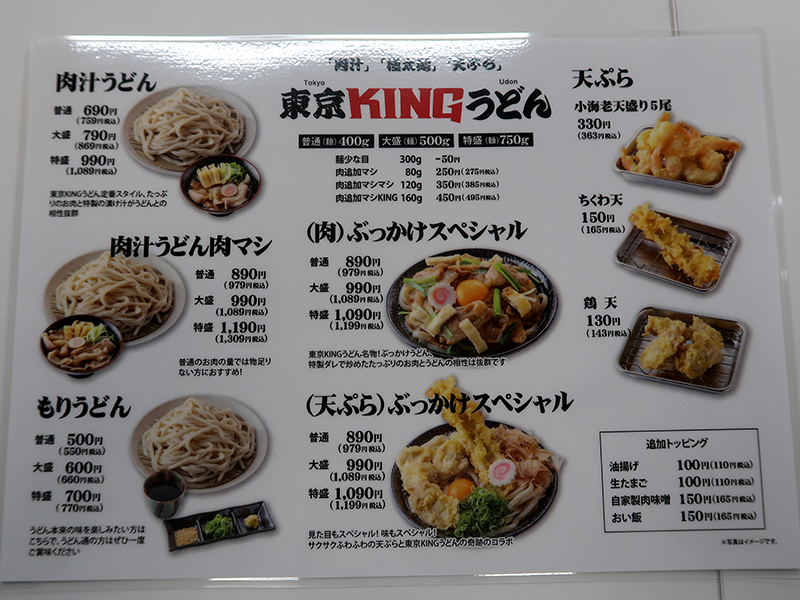 「肉汁」「極太麺」「天ぷら」
Tokyo Udon
東京KINGうどん
普通(麺)400g 大盛(麺)500g 特盛(麺)750g
麺少な目 300g −50円
肉追加マシ 80g 250円(275円税込)
肉追加マシマシ 120g 350円(385円税込)
肉追加マシKING 160g 450円(495円税込)
肉汁うどん
普通 690円
(759円税込)
大盛 790円
(869円税込)
特盛 990円
(1,089円税込)
東京KINGうどん定番スタイル、たっぷ
りのお肉と特製の漬け汁がうどんとの
相性抜群
肉汁うどん肉マシ
普通 890円
(979円税込)
大盛 990円
(1,089円税込)
特盛 1,190円
(1,309円税込)
普通のお肉の量では物足り
ない方におすすめ!
もりうどん
普通 500円
(550円税込)
大盛 600円
(660円税込)
特盛 700円
(770円税込)
うどん本来の味を楽しみたい方は
こちらで、うどん通の方はぜひ一度
ご賞味ください
(肉)ぶっかけスペシャル
普通 890円
(979円税込)
大盛 990円
(1,089円税込)
特盛 1,090円
(1,199円税込)
東京KINGうどん名物!ぶっかけうどん、
特製ダレで炒めたたっぷりのお肉とうどんの相性は抜群です
(天ぷら)ぶっかけスペシャル
普通 890円
(979円税込)
大盛 990円
(1,089円税込)
特盛 1,090円
(1,199円税込)
見た目もスペシャル!味もスペシャル!
サクサクふわふわの天ぷらと東京KINGうどんの奇跡のコラボ
天ぷら
小海老天盛り5尾
330円
(363円税込)
ちくわ天
150円
(165円税込)
鶏天
130円
(143円税込)
追加トッピング
油揚げ 100円(110円税込)
生たまご 100円(110円税込)
自家製肉味噌 150円(165円税込)
おい飯 150円(165円税込)
※写真はイメージです。